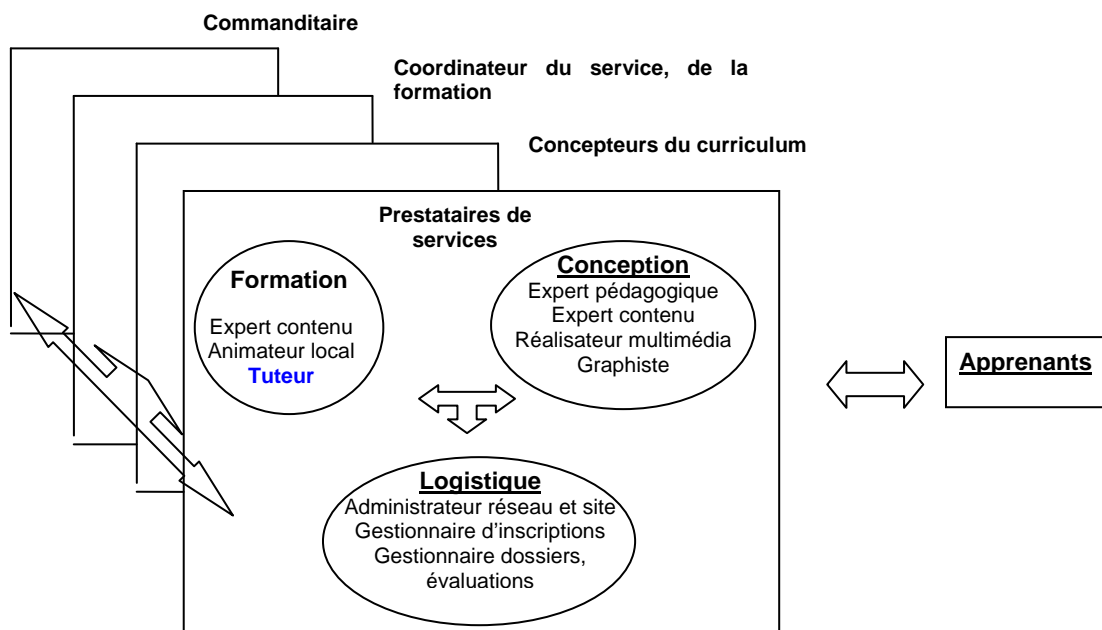 Commanditaire
Coordinateur du service, de la
formation
Concepteurs du curriculum
Prestataires de
services
Formation
Expert contenu
Animateur local
Tuteur
Conception
Expert pédagogique
Expert contenu
Réalisateur multimédia
Graphiste
Apprenants
Logistique
Administrateur réseau et site
Gestionnaire d’inscriptions
Gestionnaire dossiers,
évaluations